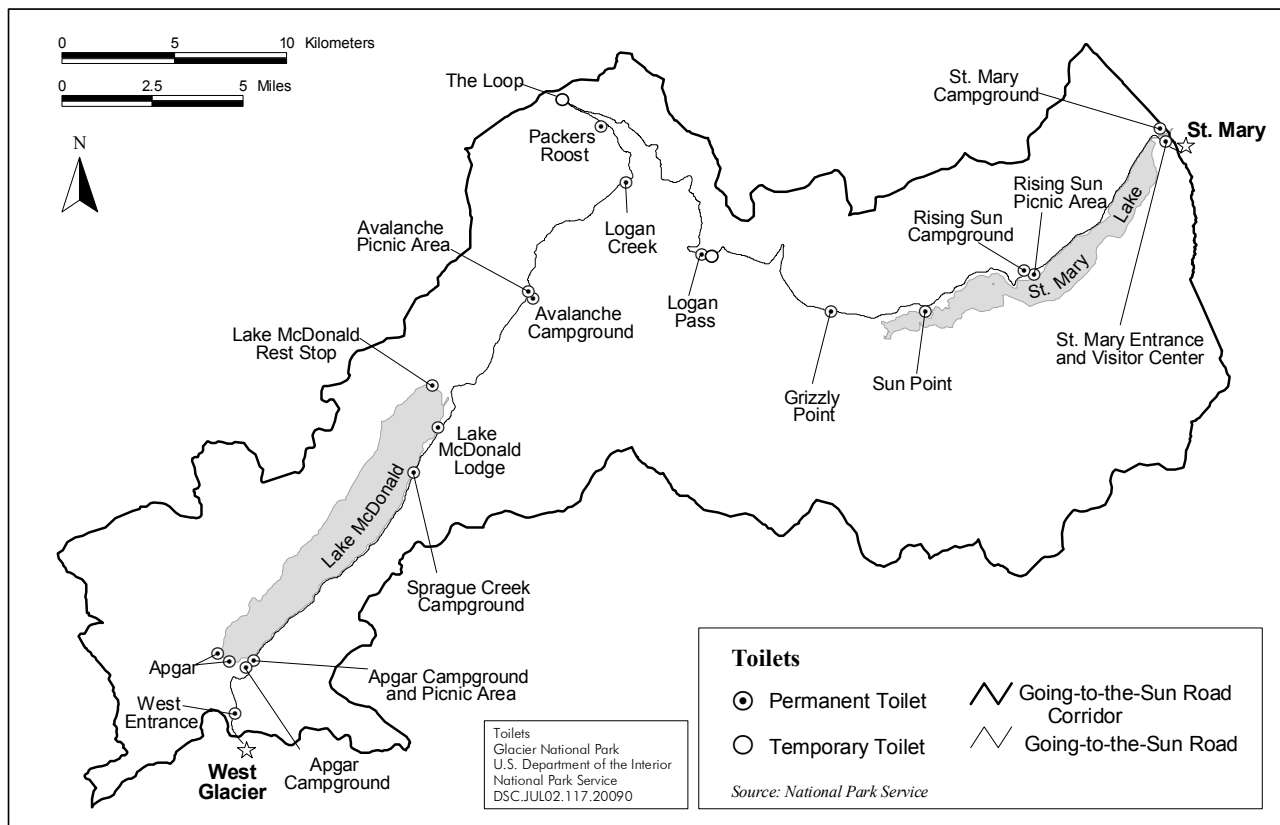 0 5 10 Kilometers
0 2.5 5 Miles
N
The Loop
Packers
Roost
St. Mary
Campground
St. Mary
Rising Sun
Picnic Area
Lake
Avalanche
Picnic Area
Logan
Creek
Rising Sun
Campground
St. Mary
Logan
Pass
Avalanche
Campground
Lake McDonald
Rest Stop
St. Mary Entrance
and Visitor Center
Sun Point
Grizzly
Point
Lake
McDonald
Lodge
Lake McDonald
Sprague Creek
Campground
Apgar
Apgar Campground
and Picnic Area
West
Entrance
Apgar
Campground
West
Glacier
Toilets
Glacier National Park
U.S. Department of the Interior
National Park Service
DSC.JUL02.117.20090
Toilets
Permanent Toilet
Temporary Toilet
Going-to-the-Sun Road
Corridor
Going-to-the-Sun Road
Source: National Park Service